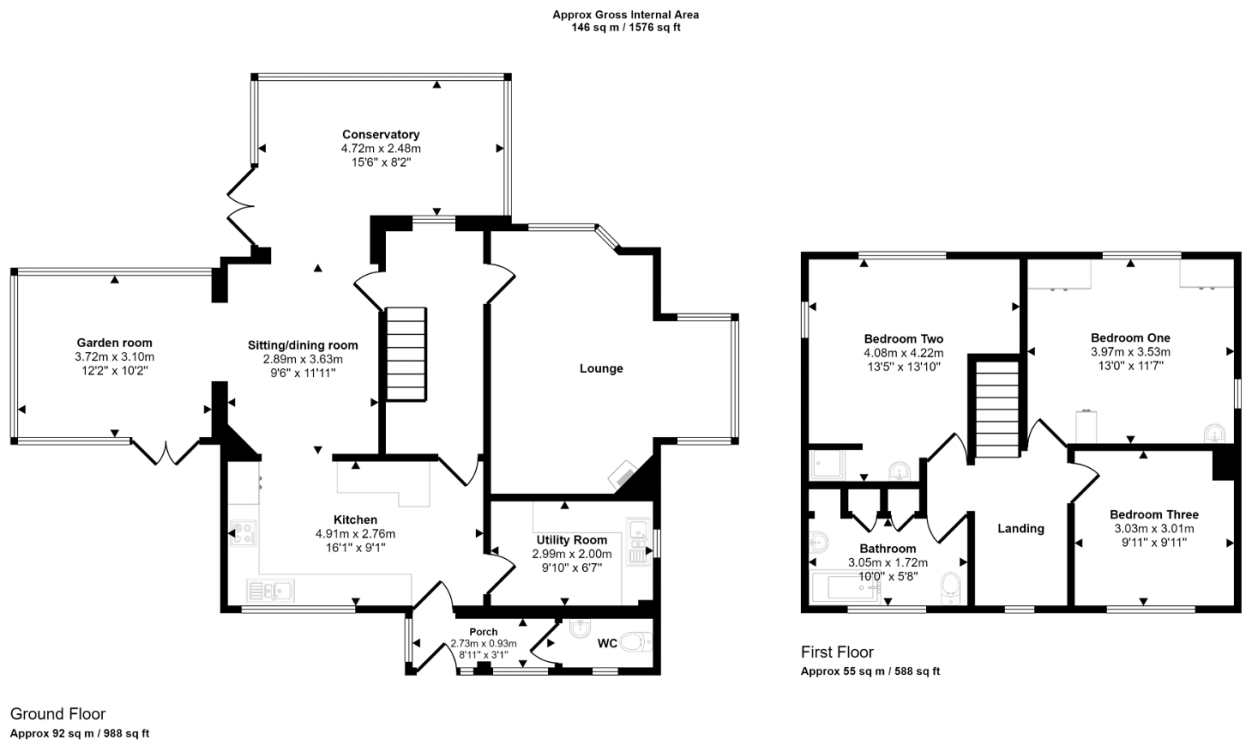 Approx Gross Internal Area
146 sq m / 1576 sq ft
Conservatory
4.72m x 2.48m
15'6" x 8'2"
Garden room
3.72m x 3.10m
12'2" x 10'2"
Sitting/dining room
2.89m x 3.63m
9'6" x 11'11"
Lounge
Kitchen
4.91m x 2.76m
16'1" x 9'1"
Utility Room
2.99m x 2.00m
9'10" x 6'7"
Porch
2.73m x 0.93m
8'11" x 3'1"
WC
Ground Floor
Approx 92 sq m / 988 sq ft
Bedroom Two
4.08m x 4.22m
13'5" x 13'10"
Bedroom One
3.97m x 3.53m
13'0" x 11'7"
Bedroom Three
3.03m x 3.01m
9'11" x 9'11"
Landing
Bathroom
3.05m x 1.72m
10'0" x 5'8"
First Floor
Approx 55 sq m / 588 sq ft